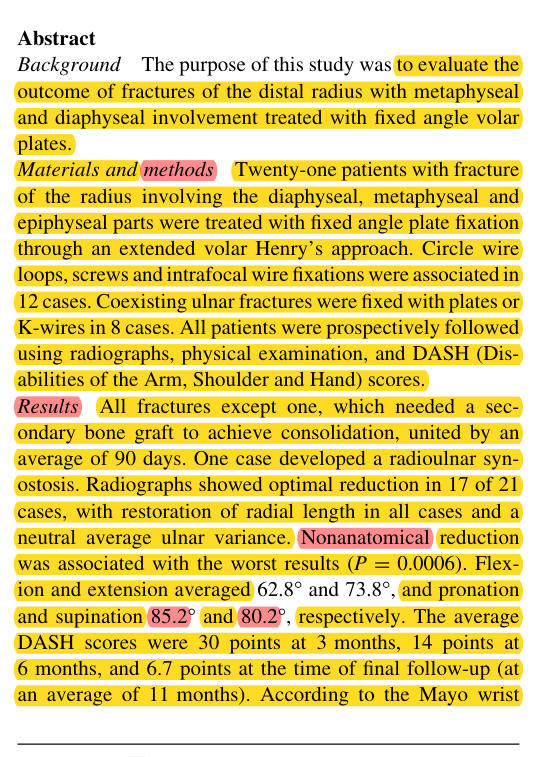 Abstract
Background The purpose of this study was to evaluate the
outcome of fractures of the distal radius with metaphyseal
and diaphyseal involvement treated with fixed angle volar
plates.
Materials and methods Twenty-one patients with fracture
of the radius involving the diaphyseal, metaphyseal and
epiphyseal parts were treated with fixed angle plate fixation
through an extended volar Henry's approach. Circle wire
loops, screws and intrafocal wire fixations were associated in
12 cases. Coexisting ulnar fractures were fixed with plates or
K-wires in 8 cases. All patients were prospectively followed
using radiographs, physical examination, and DASH (Dis-
abilities of the Arm, Shoulder and Hand) scores.
Results All fractures except one, which needed a sec-
ondary bone graft to achieve consolidation, united by an
average of 90 days. One case developed a radioulnar syn-
ostosis. Radiographs showed optimal reduction in 17 of 21
cases, with restoration of radial length in all cases and a
neutral average ulnar variance. Nonanatomical reduction
was associated with the worst results (P = 0.0006). Flex-
ion and extension averaged 62.8° and 73.8°, and pronation
and supination 85.2° and 80.2°, respectively. The average
DASH scores were 30 points at 3 months, 14 points at
6 months, and 6.7 points at the time of final follow-up (at
an average of 11 months). According to the Mayo wrist